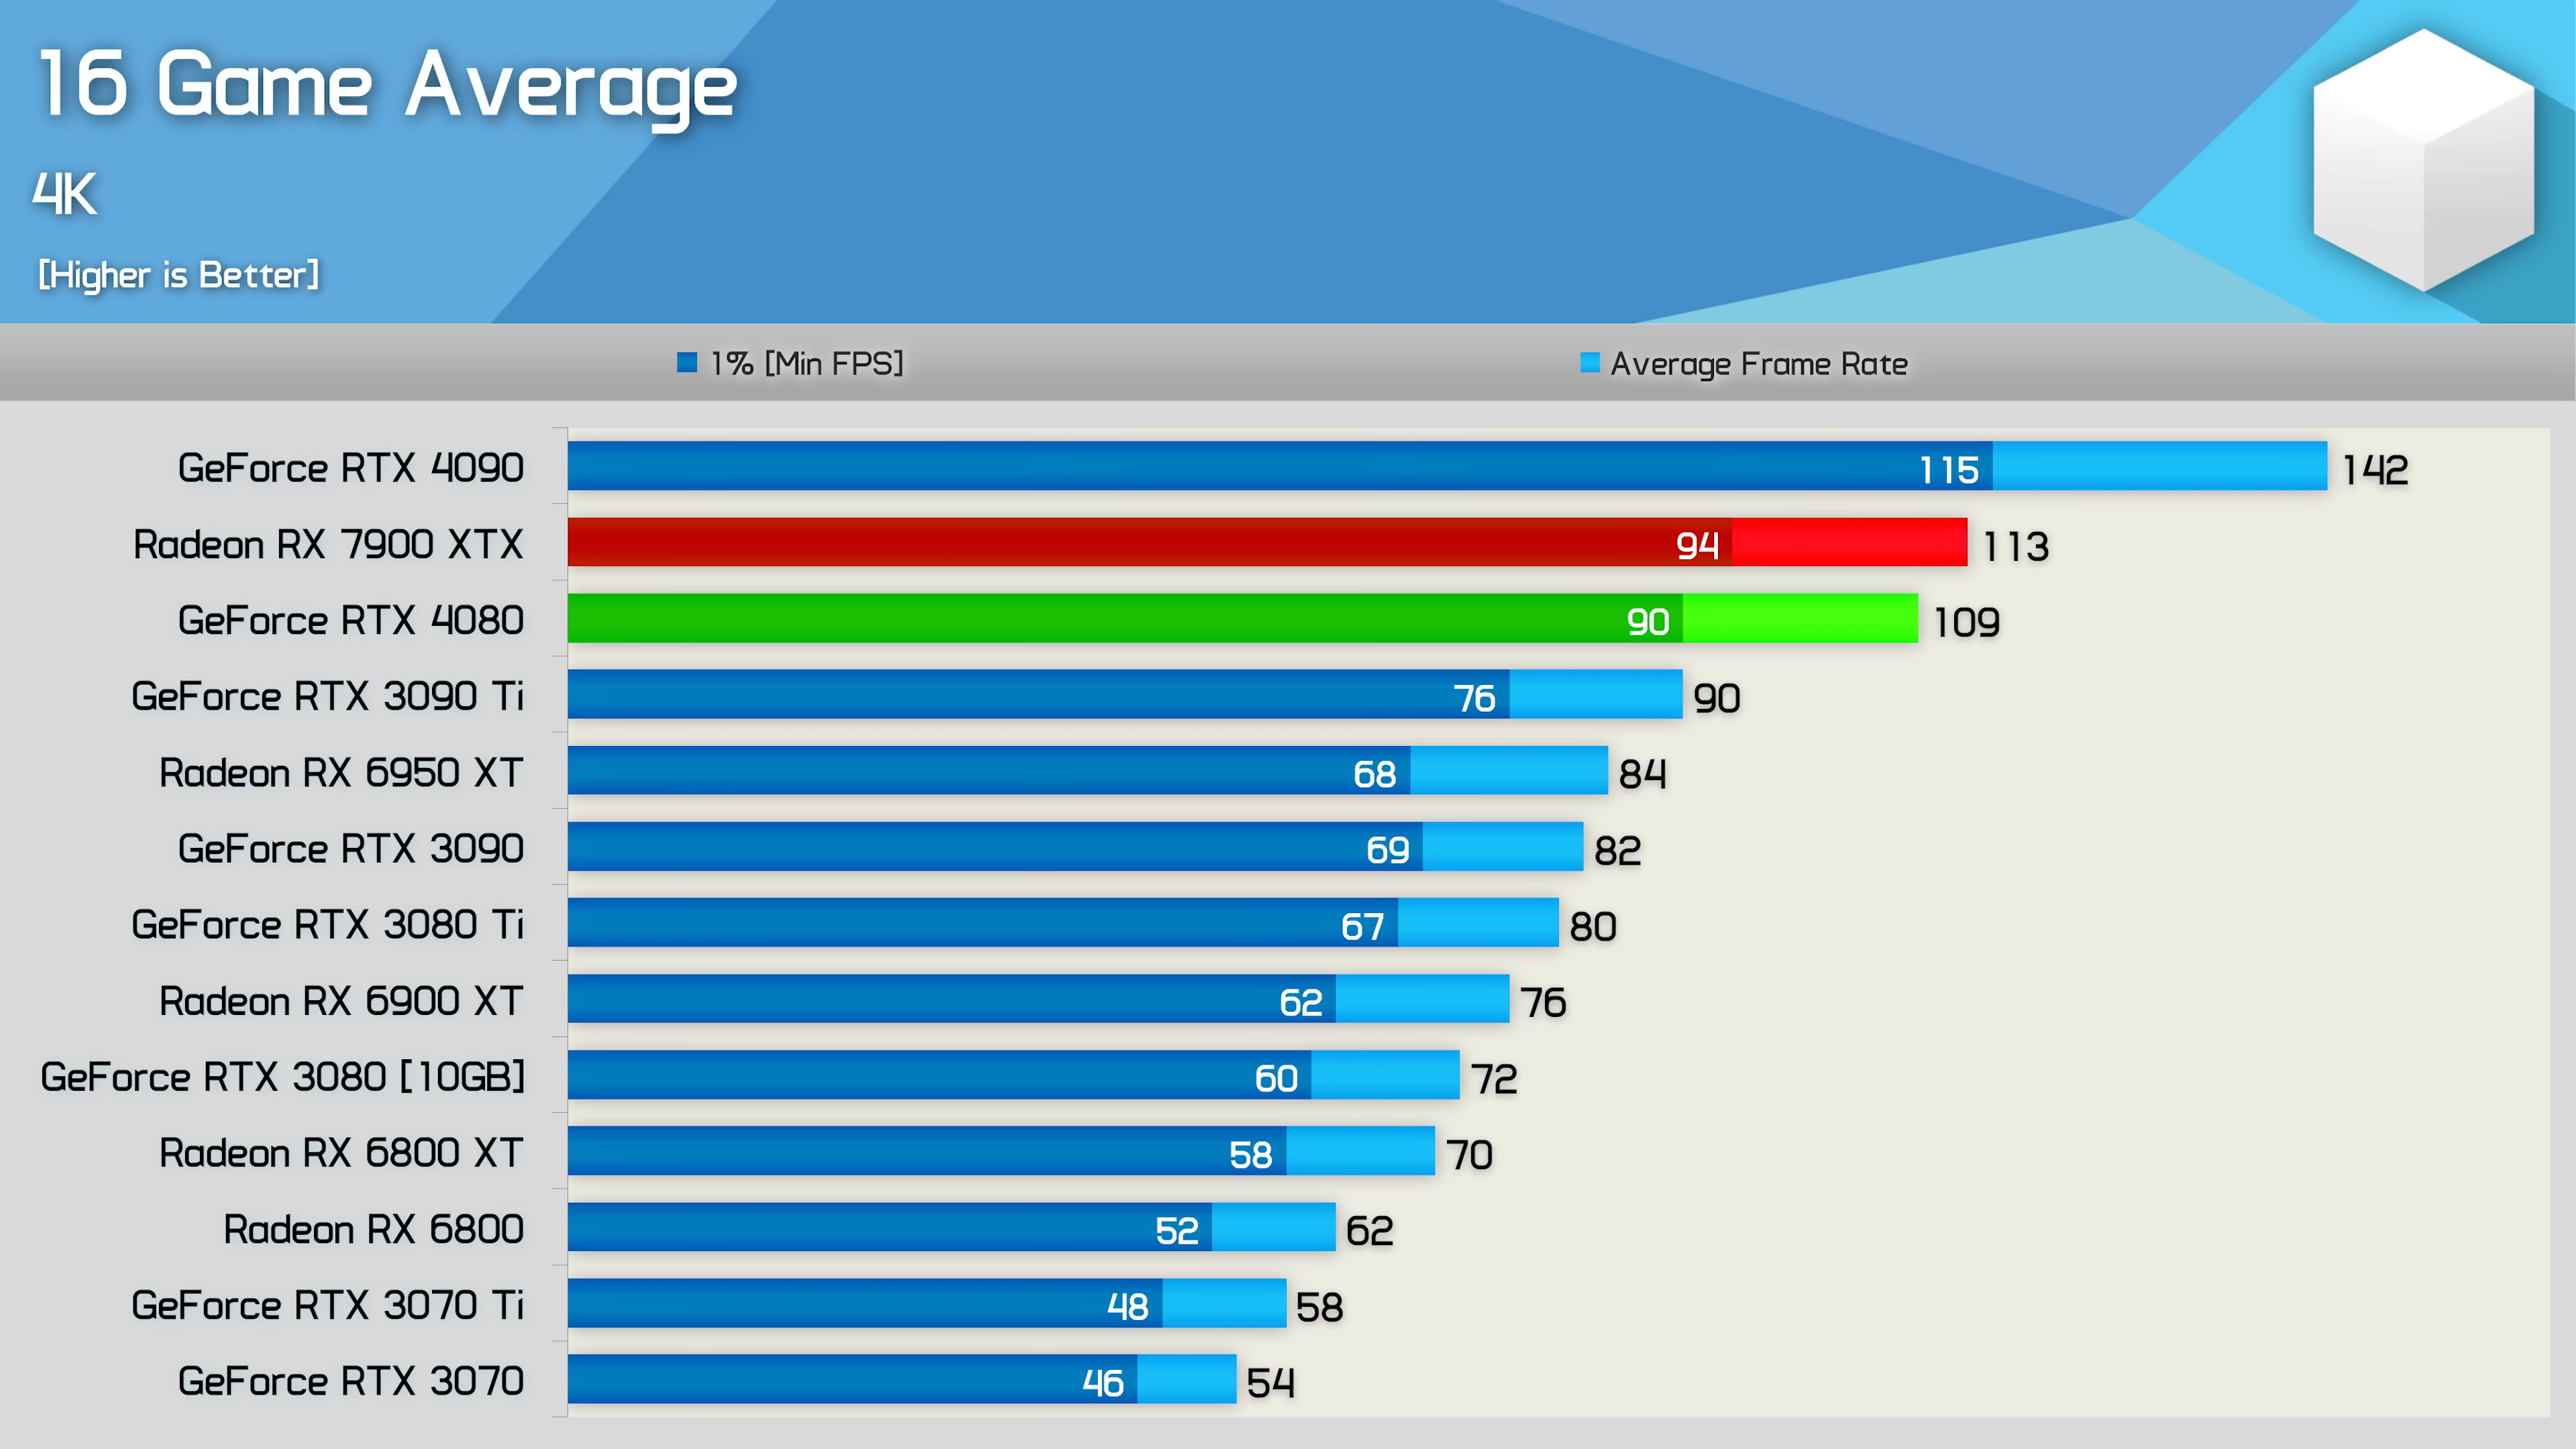 16 Game Average
4K
[Higher is Better]
1% [Min FPS] Average Frame Rate
GeForce RTX 4090 115 142
Radeon RX 7900 XTX 94 113
GeForce RTX 4080 90 109
GeForce RTX 3090 Ti 76 90
Radeon RX 6950 XT 68 84
GeForce RTX 3090 69 82
GeForce RTX 3080 Ti 67 80
Radeon RX 6900 XT 62 76
GeForce RTX 3080 [10GB] 60 72
Radeon RX 6800 XT 58 70
Radeon RX 6800 52 62
GeForce RTX 3070 Ti 48 58
GeForce RTX 3070 46 54